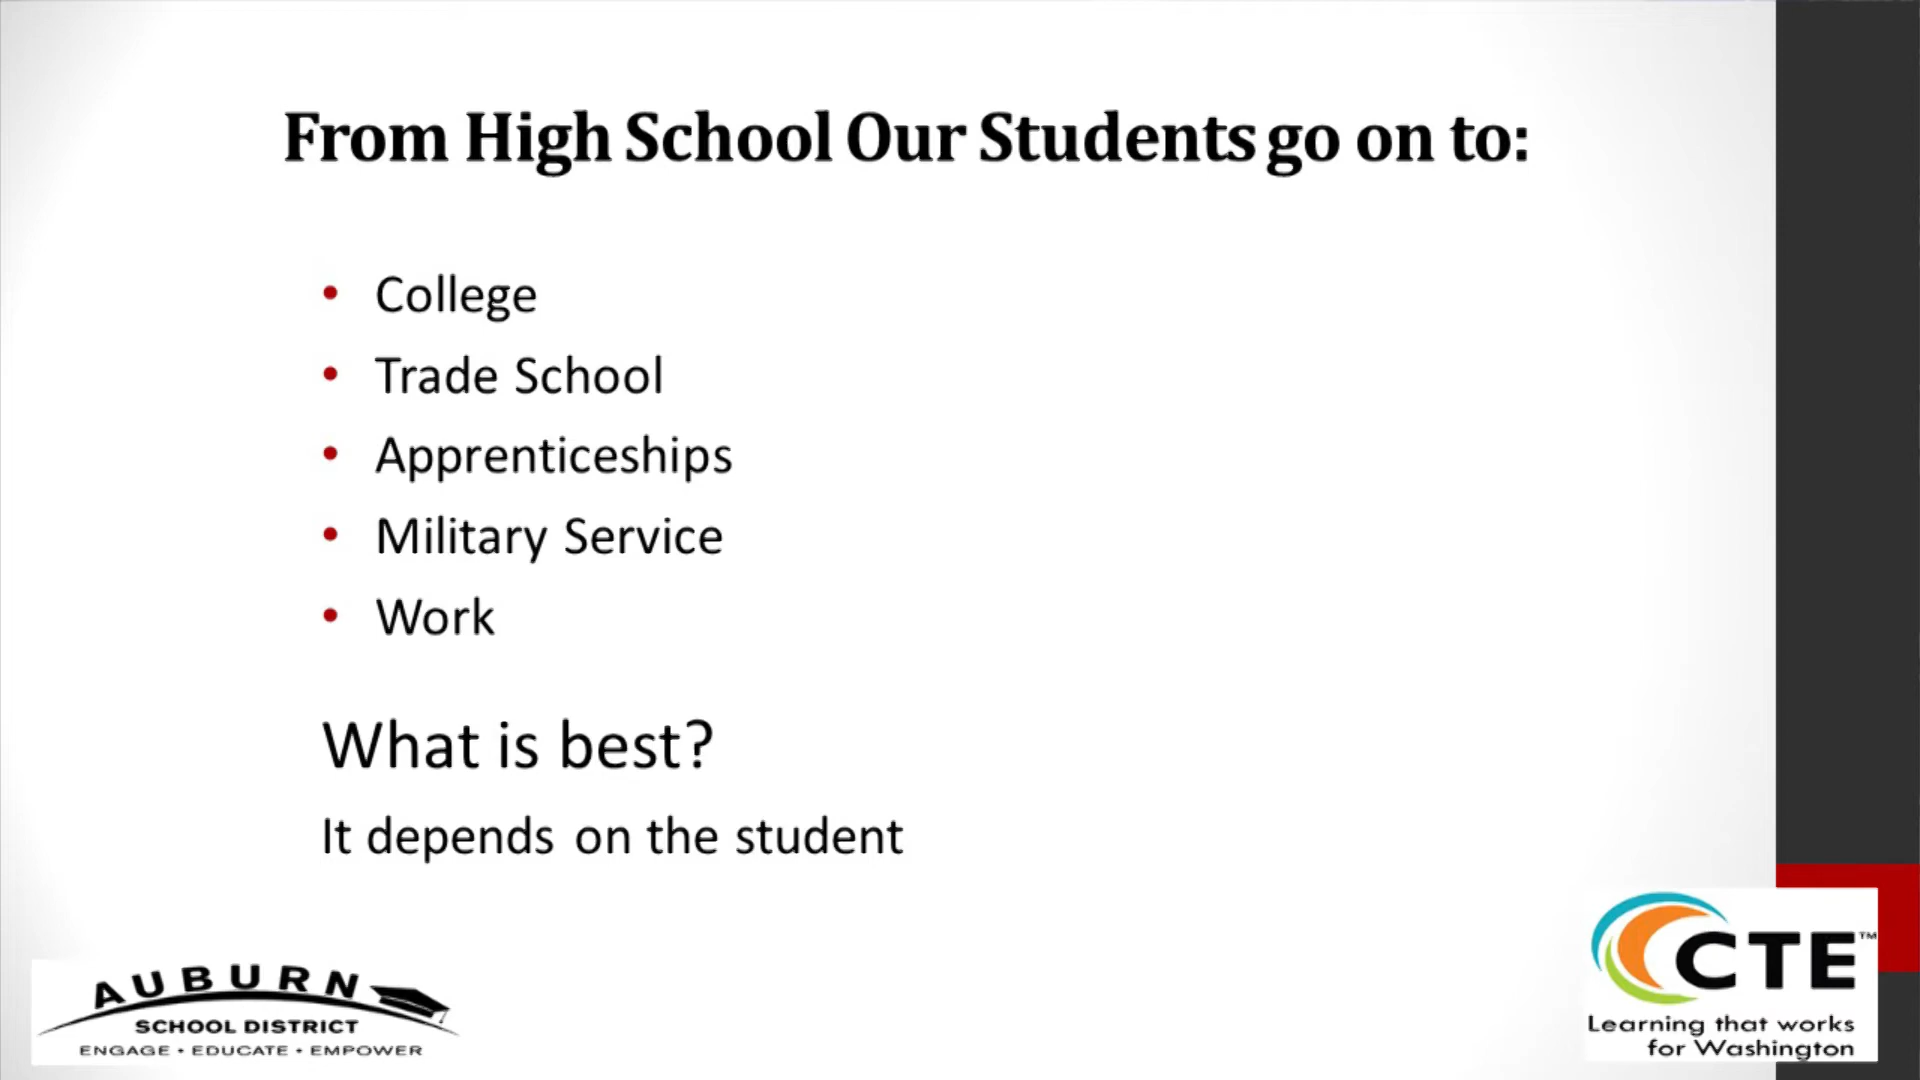 From High School Our Students go on to:
• College
• Trade School
• Apprenticeships
• Military Service
• Work
What is best?
It depends on the student
AUBURN
SCHOOL DISTRICT
ENGAGE • EDUCATE • EMPOWER
CTE™
Learning that works
for Washington